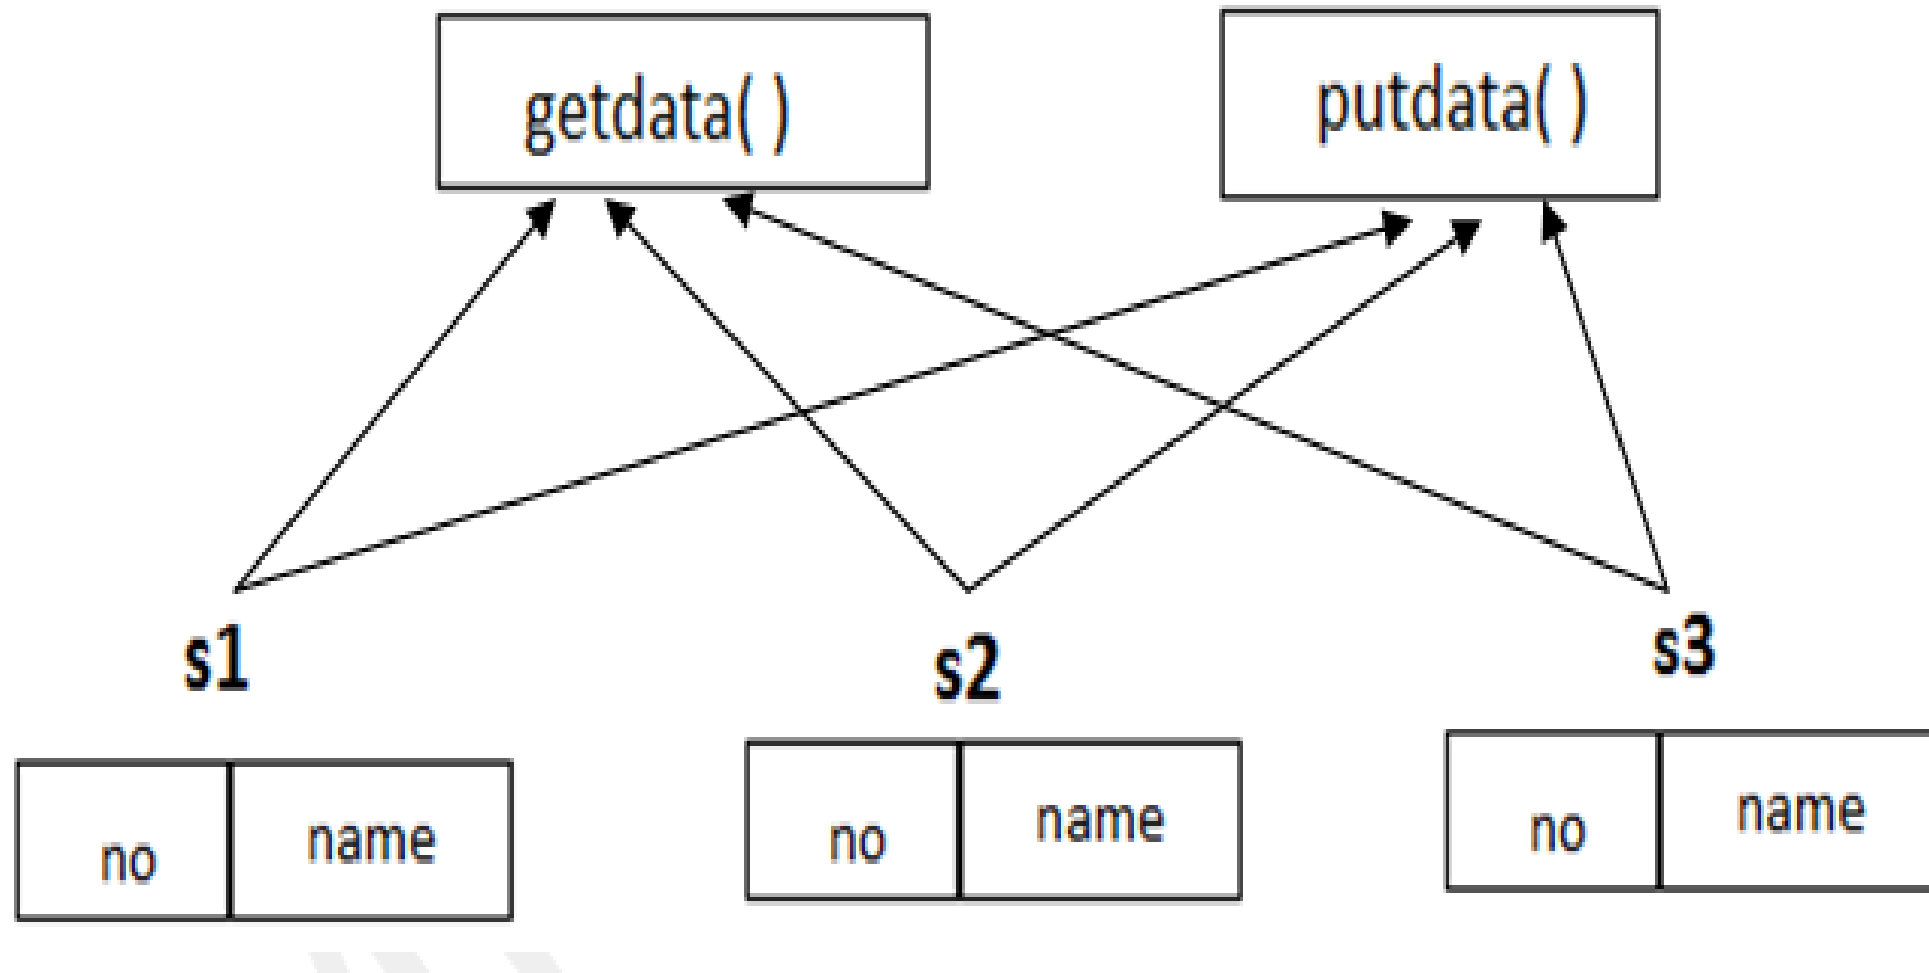 getdata( )
putdata( )
s1
s2
s3
no
name
no
name
no
name